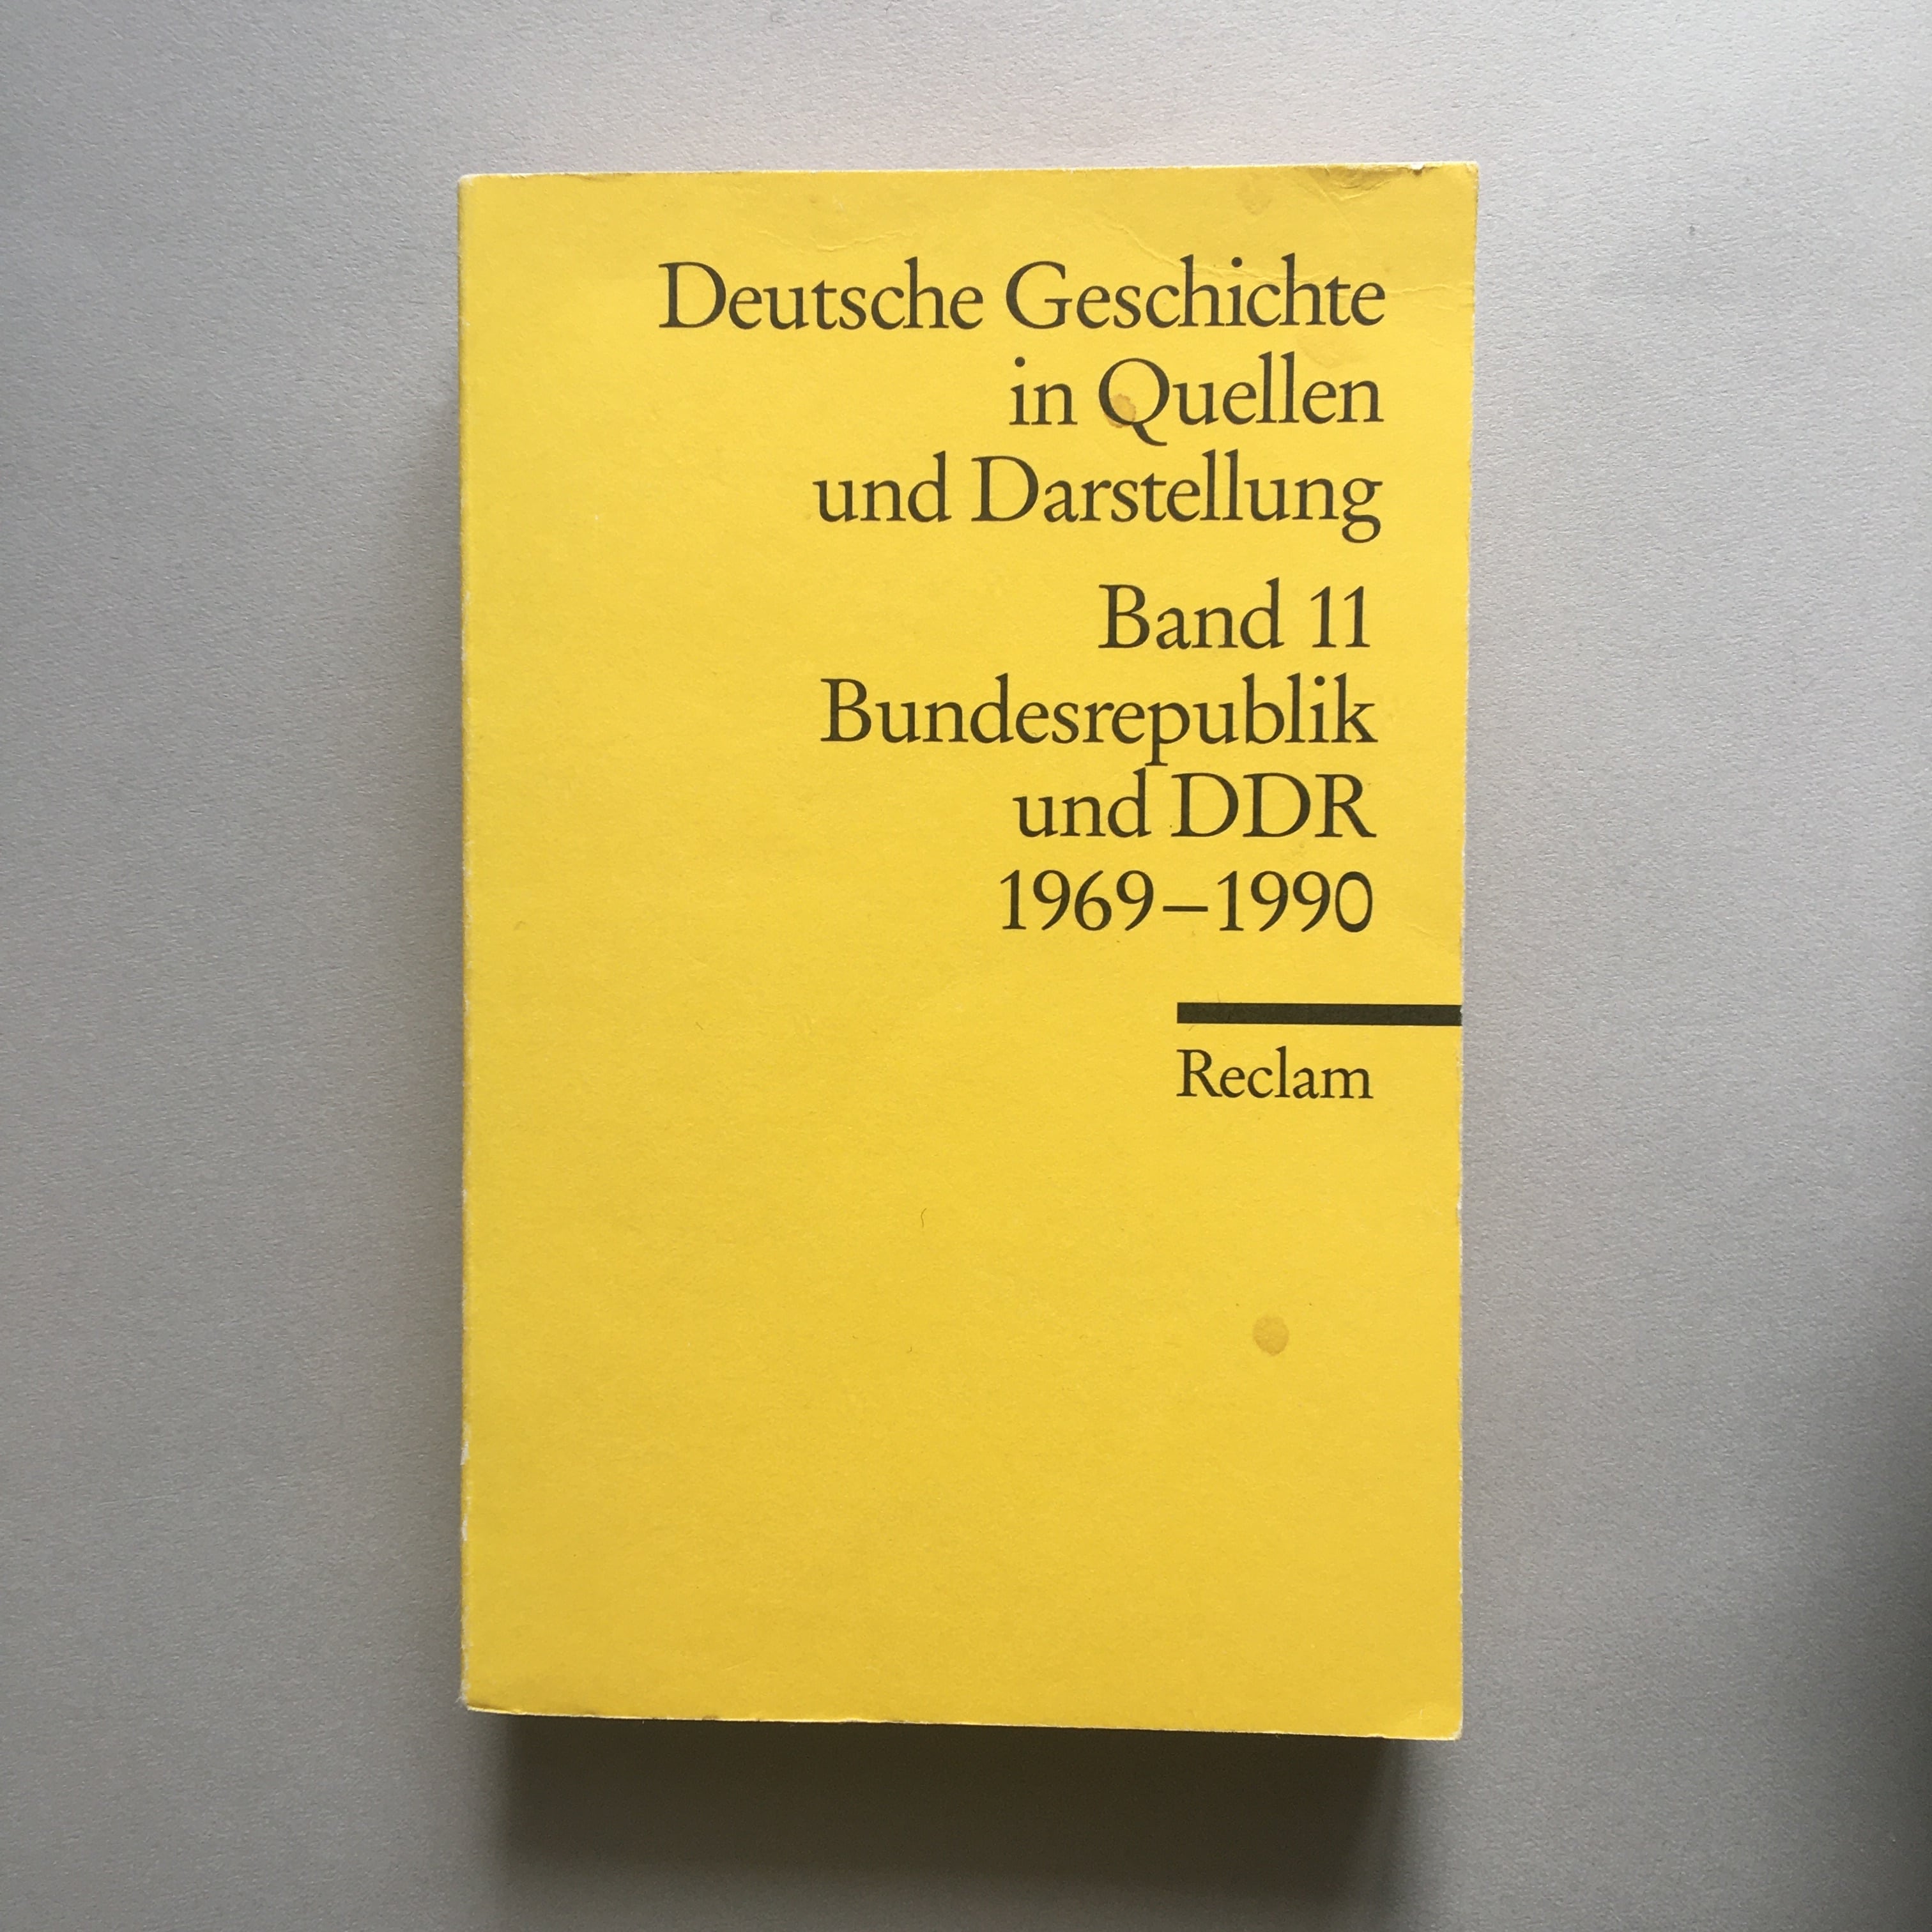 Deutsche Geschichte
in Quellen
und Darstellung
Band 11
Bundesrepublik
und DDR
1969–1990
Reclam